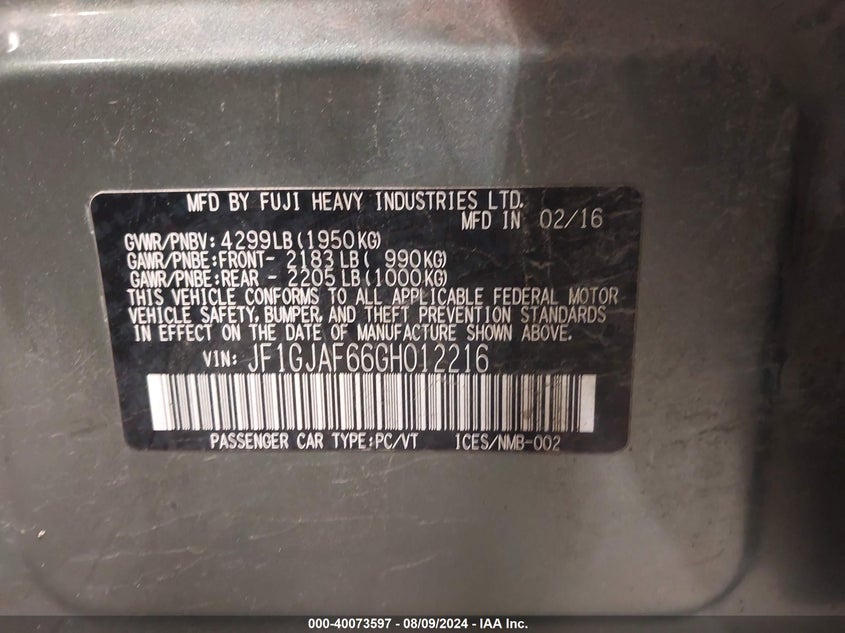 MFD BY FUJI HEAVY INDUSTRIES LTD.
MFD IN 02/16
GVWR/PNBV: 4299LB(1950KG)
GAWR/PNBE:FRONT- 2183LB( 990KG)
GAWR/PNBE:REAR - 2205LB(1000KG)
THIS VEHICLE CONFORMS TO ALL APPLICABLE FEDERAL MOTOR
VEHICLE SAFETY, BUMPER, AND THEFT PREVENTION STANDARDS
IN EFFECT ON THE DATE OF MANUFACTURE SHOWN ABOVE.
VIN: JF1GJAF66GH012216
PASSENGER CAR TYPE:PC/VT ICES/NMB-002
000-40073597 - 08/09/2024 - IAA Inc.